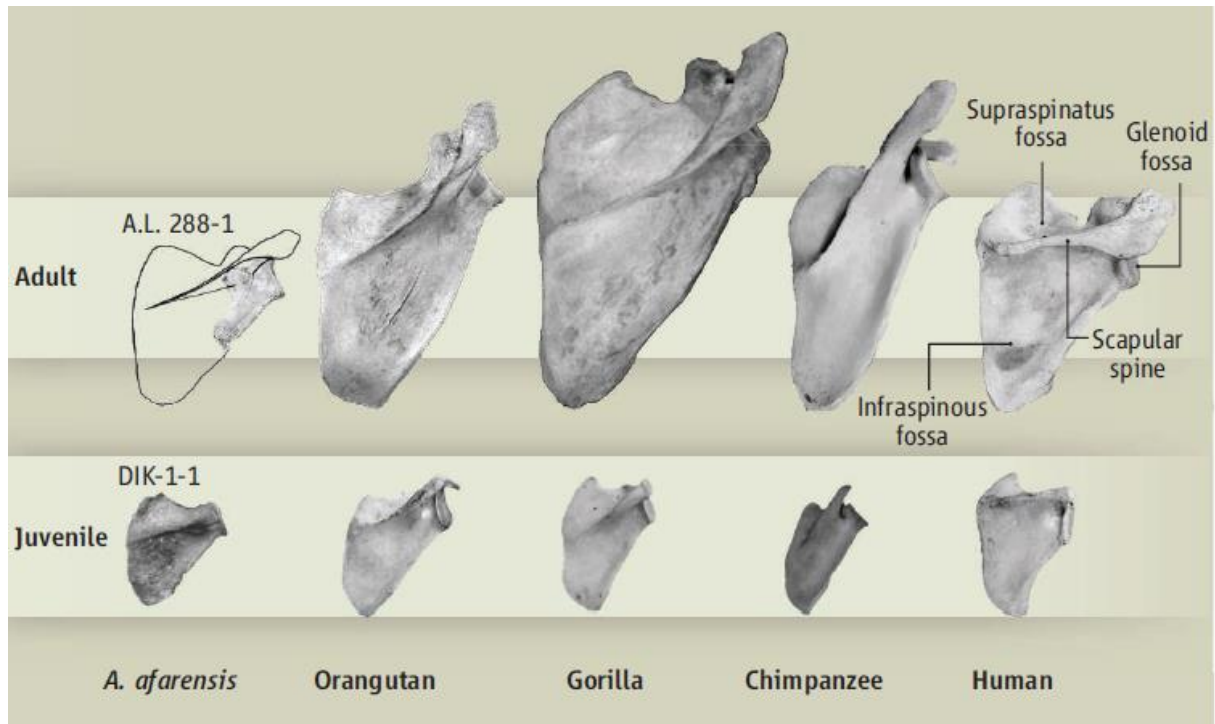 Supraspinatus
fossa
Glenoid
fossa
A.L. 288-1
Adult
Scapular
spine
Infraspinous
fossa
DIK-1-1
Juvenile
A. afarensis Orangutan Gorilla Chimpanzee Human